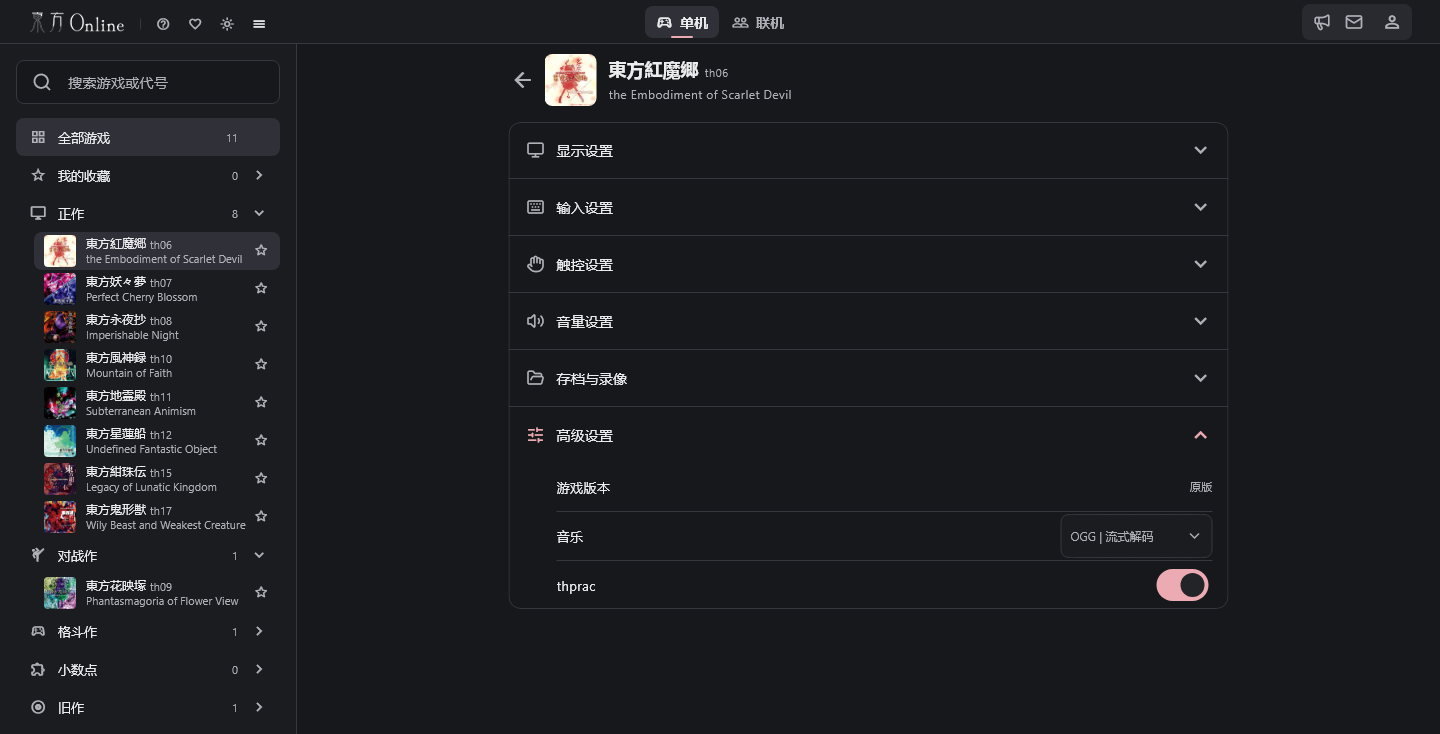 東方Online
单机
联机
搜索游戏或代号
全部游戏 11
我的收藏 0
正作 8
東方紅魔郷 th06
the Embodiment of Scarlet Devil
東方妖々夢 th07
Perfect Cherry Blossom
東方永夜抄 th08
Imperishable Night
東方風神録 th10
Mountain of Faith
東方地霊殿 th11
Subterranean Animism
東方星蓮船 th12
Undefined Fantastic Object
東方紺珠伝 th15
Legacy of Lunatic Kingdom
東方鬼形獣 th17
Wily Beast and Weakest Creature
对战作 1
東方花映塚 th09
Phantasmagoria of Flower View
格斗作 1
小数点 0
旧作 1
東方紅魔郷 th06
the Embodiment of Scarlet Devil
显示设置
输入设置
触控设置
音量设置
存档与录像
高级设置
游戏版本 原版
音乐 OGG | 流式解码
thprac